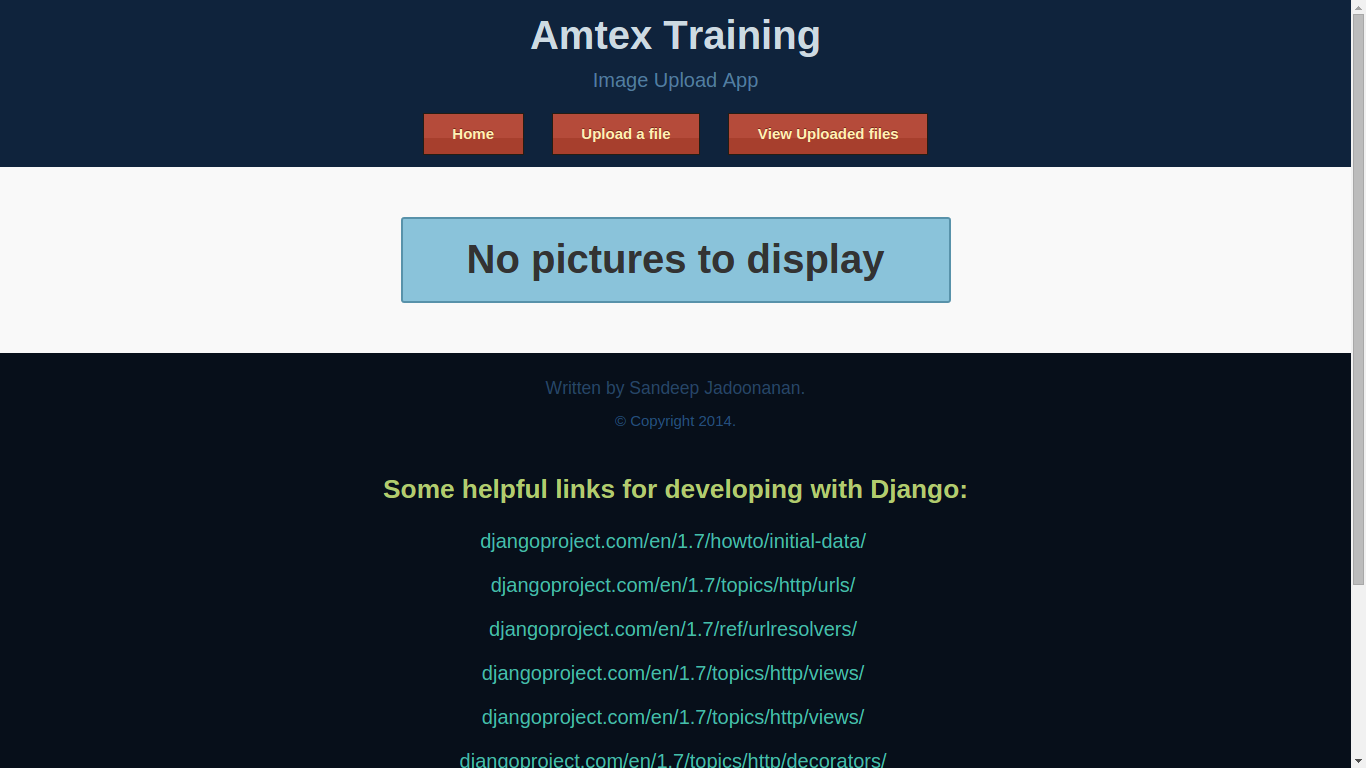 Amtex Training
Image Upload App
Home Upload a file View Uploaded files
No pictures to display
Written by Sandeep Jadoonanan.
© Copyright 2014.
Some helpful links for developing with Django:
djangoproject.com/en/1.7/howto/initial-data/
djangoproject.com/en/1.7/topics/http/urls/
djangoproject.com/en/1.7/ref/urlresolvers/
djangoproject.com/en/1.7/topics/http/views/
djangoproject.com/en/1.7/topics/http/views/
djangoproject.com/en/1.7/topics/http/decorators/